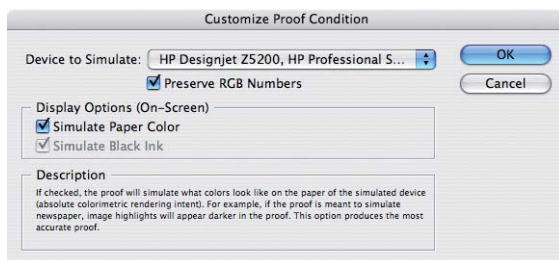 Customize Proof Condition
Device to Simulate: HP Designjet Z5200, HP Professional S... OK
Preserve RGB Numbers Cancel
Display Options (On-Screen)
Simulate Paper Color
Simulate Black Ink
Description
If checked, the proof will simulate what colors look like on the paper of the simulated device
(absolute colorimetric rendering intent). For example, if the proof is meant to simulate
newspaper, image highlights will appear darker in the proof. This option produces the most
accurate proof.